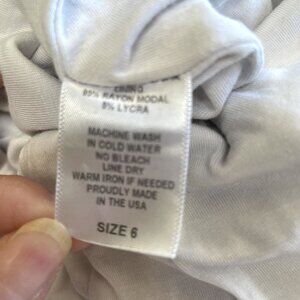 LINING
95% RAYON MODAL
5% LYCRA
MACHINE WASH
IN COLD WATER
NO BLEACH
LINE DRY
WARM IRON IF NEEDED
PROUDLY MADE
IN THE USA
SIZE 6